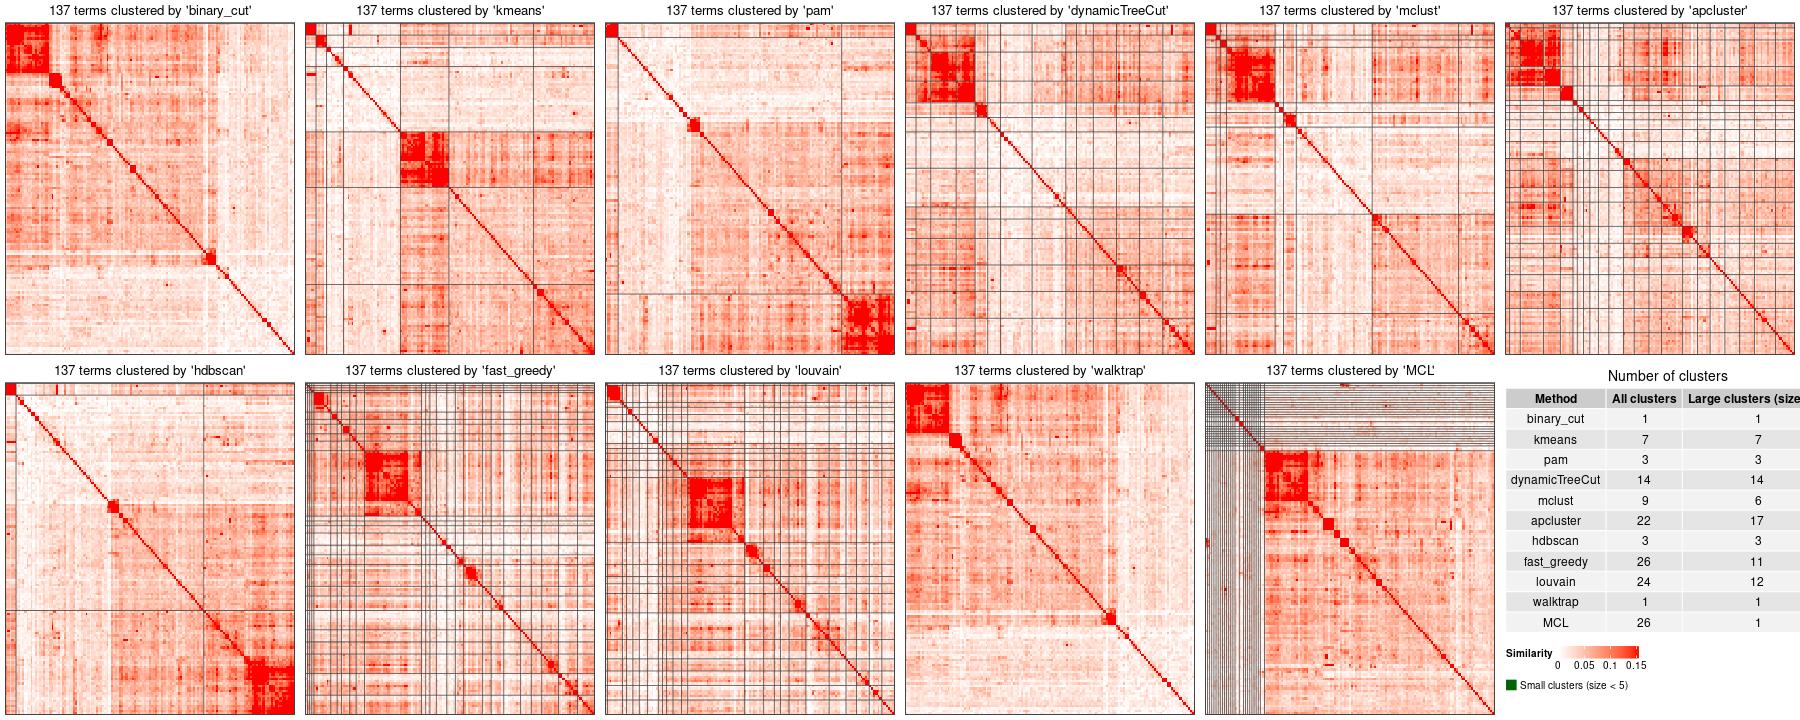 137 terms clustered by 'binary_cut'
137 terms clustered by 'kmeans'
137 terms clustered by 'pam'
137 terms clustered by 'dynamicTreeCut'
137 terms clustered by 'mclust'
137 terms clustered by 'apcluster'
137 terms clustered by 'hdbscan'
137 terms clustered by 'fast_greedy'
137 terms clustered by 'louvain'
137 terms clustered by 'walktrap'
137 terms clustered by 'MCL'
Number of clusters
Method All clusters Large clusters (size
binary_cut 1 1
kmeans 7 7
pam 3 3
dynamicTreeCut 14 14
mclust 9 6
apcluster 22 17
hdbscan 3 3
fast_greedy 26 11
louvain 24 12
walktrap 1 1
MCL 26 1
Similarity
0 0.05 0.1 0.15
Small clusters (size < 5)